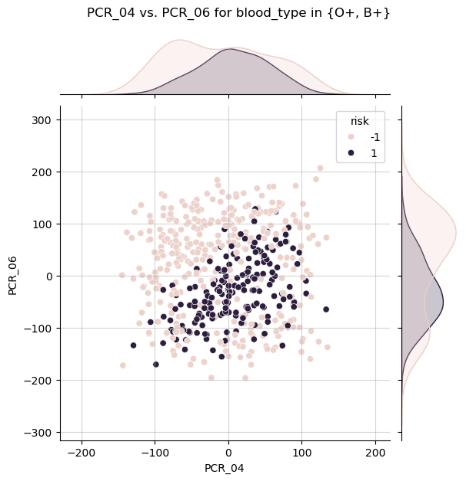 PCR_04 vs. PCR_06 for blood_type in {O+, B+}
risk
-1
1
300
200
100
0
−100
−200
−300
PCR_06
−200 −100 0 100 200
PCR_04